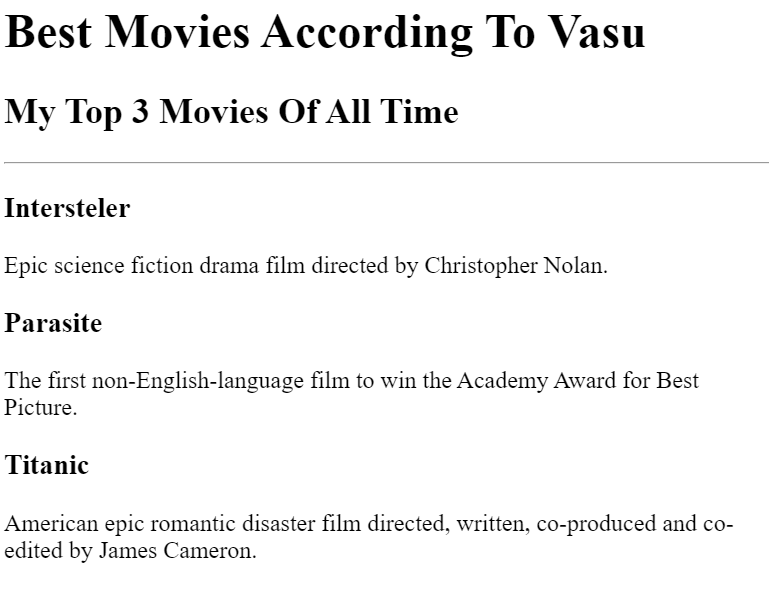 Best Movies According To Vasu
My Top 3 Movies Of All Time
Intersteler
Epic science fiction drama film directed by Christopher Nolan.
Parasite
The first non-English-language film to win the Academy Award for Best
Picture.
Titanic
American epic romantic disaster film directed, written, co-produced and co-
edited by James Cameron.